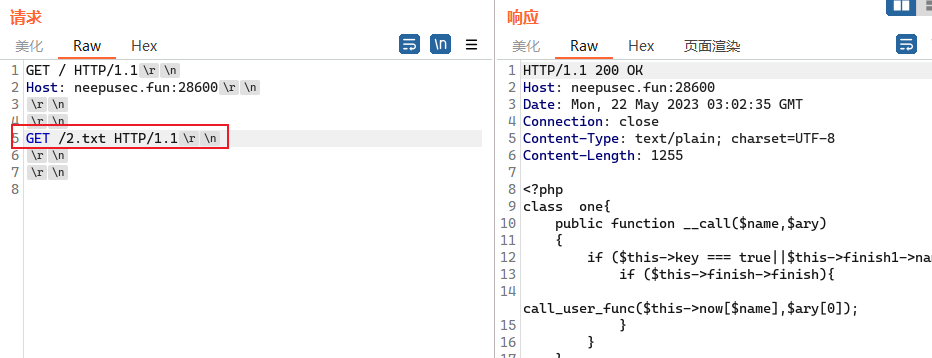 请求
美化 Raw Hex \n
1 GET / HTTP/1.1\r\n
2 Host: neepusec.fun:28600\r\n
3 \r\n
4 \r\n
5 GET /2.txt HTTP/1.1\r\n
6 \r\n
7 \r\n
8
响应
美化 Raw Hex 页面渲染
1 HTTP/1.1 200 OK
2 Host: neepusec.fun:28600
3 Date: Mon, 22 May 2023 03:02:35 GMT
4 Connection: close
5 Content-Type: text/plain; charset=UTF-8
6 Content-Length: 1255
7
8 <?php
9 class  one{
10     public function __call($name,$ary)
11     {
12         if ($this->key === true||$this->finish1->na
13             if ($this->finish->finish){
14
call_user_func($this->now[$name],$ary[0]);
15             }
16         }
17     }